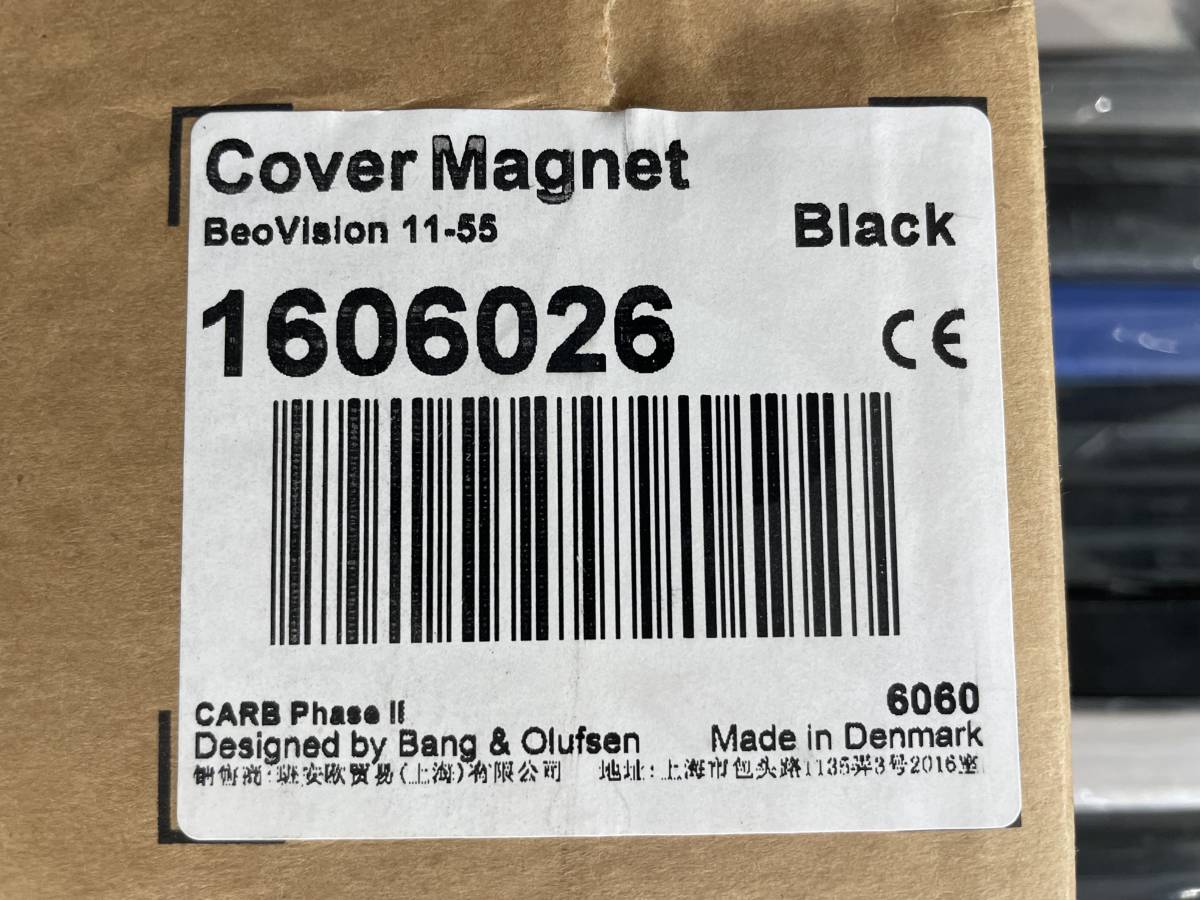 Cover Magnet
BeoVision 11-55
Black
1606026
CE
6060
CARB Phase II
Designed by Bang & Olufsen
Made in Denmark
销售商:班安欧贸易(上海)有限公司 地址:上海市包头路1135弄3号2016室